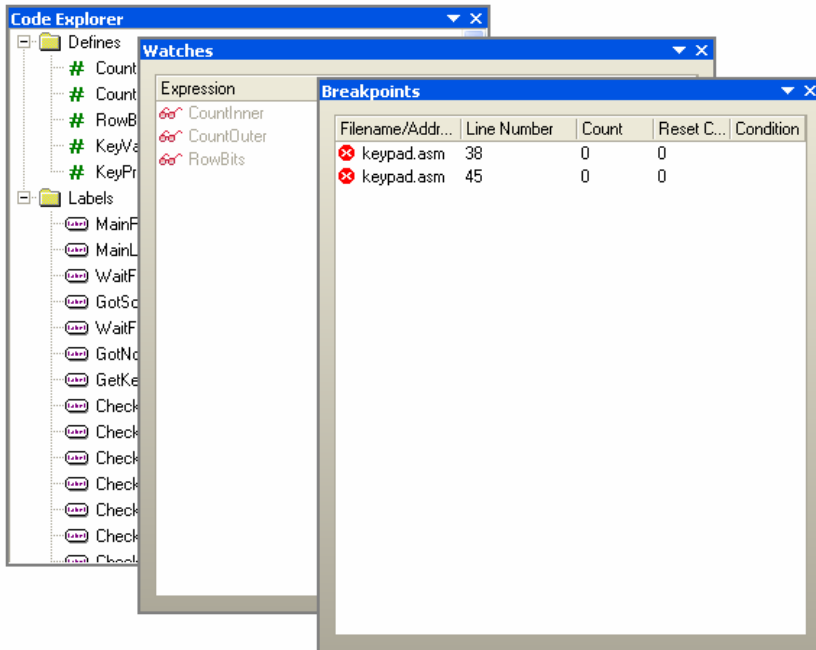 Code Explorer
Defines
# Count
# Count
# RowB
# KeyVa
# KeyPr
Labels
MainF
MainL
WaitF
GotSc
WaitF
GotNo
GetKe
Check
Check
Check
Check
Check
Check
Check
Watches
Expression
CountInner
CountOuter
RowBits
Breakpoints
Filename/Addr... Line Number Count Reset C... Condition
keypad.asm 38 0 0
keypad.asm 45 0 0